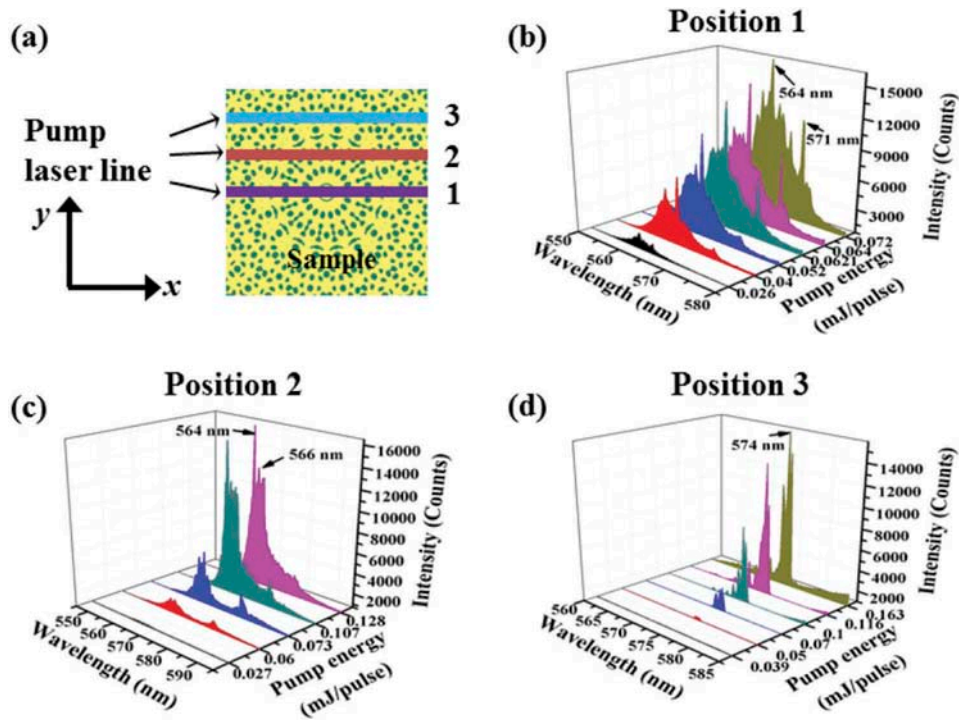 (a)
Pump
laser line
y
x
3
2
1
Sample
(b)
Position 1
564 nm
571 nm
15000
12000
9000
6000
3000
Intensity (Counts)
550
560
570
580
Wavelength (nm)
0.026
0.04
0.052
0.0621
0.064
0.072
Pump energy
(mJ/pulse)
(c)
Position 2
564 nm
566 nm
16000
14000
12000
10000
8000
6000
4000
2000
Intensity (Counts)
550
560
570
580
590
Wavelength (nm)
0.027
0.06
0.073
0.107
0.128
Pump energy
(mJ/pulse)
(d)
Position 3
574 nm
14000
12000
10000
8000
6000
4000
2000
Intensity (Counts)
560
565
570
575
580
585
Wavelength (nm)
0.039
0.05
0.07
0.1
0.116
0.163
Pump energy
(mJ/pulse)